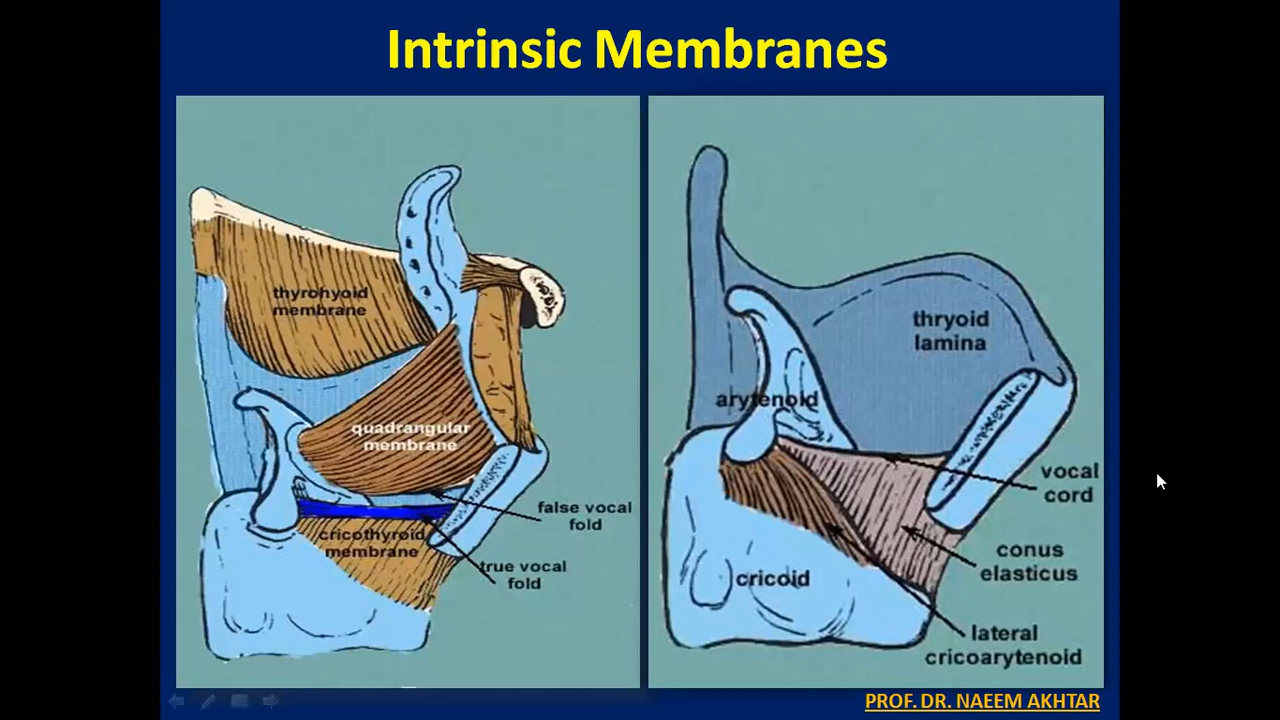 Intrinsic Membranes
thyrohyoid
membrane
quadrangular
membrane
false vocal
fold
cricothyroid
membrane
true vocal
fold
thryoid
lamina
arytenoid
vocal
cord
conus
elasticus
cricoid
lateral
cricoarytenoid
PROF. DR. NAEEM AKHTAR